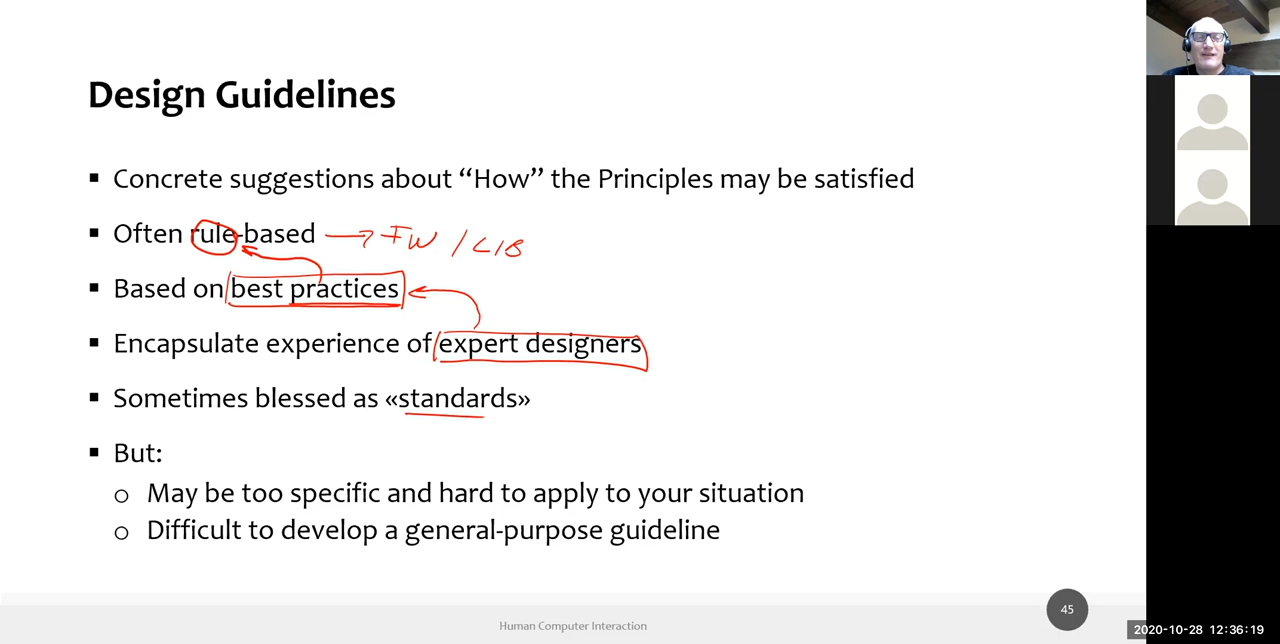 Design Guidelines
▪ Concrete suggestions about “How” the Principles may be satisfied
▪ Often rule-based → FW / LIB
▪ Based on best practices
▪ Encapsulate experience of expert designers
▪ Sometimes blessed as «standards»
▪ But:
o May be too specific and hard to apply to your situation
o Difficult to develop a general-purpose guideline
45
Human Computer Interaction
2020-10-28 12:36:19